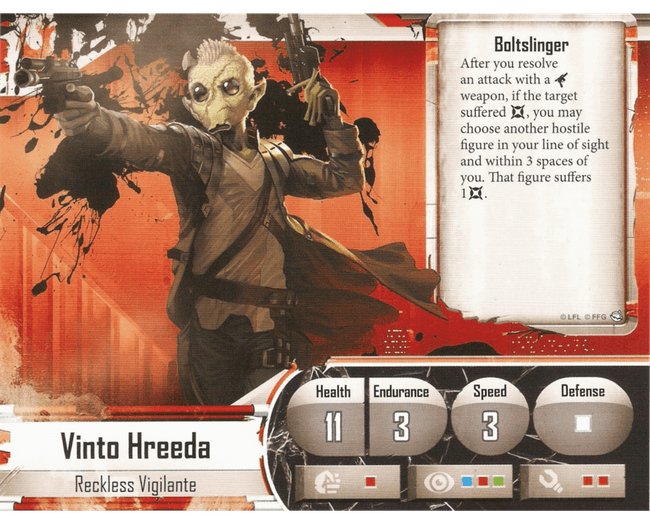 Boltslinger
After you resolve
an attack with a
weapon, if the target
suffered , you may
choose another hostile
figure in your line of sight
and within 3 spaces of
you. That figure suffers
1 .
© LFL © FFG
Health Endurance Speed Defense
11 3 3
Vinto Hreeda
Reckless Vigilante